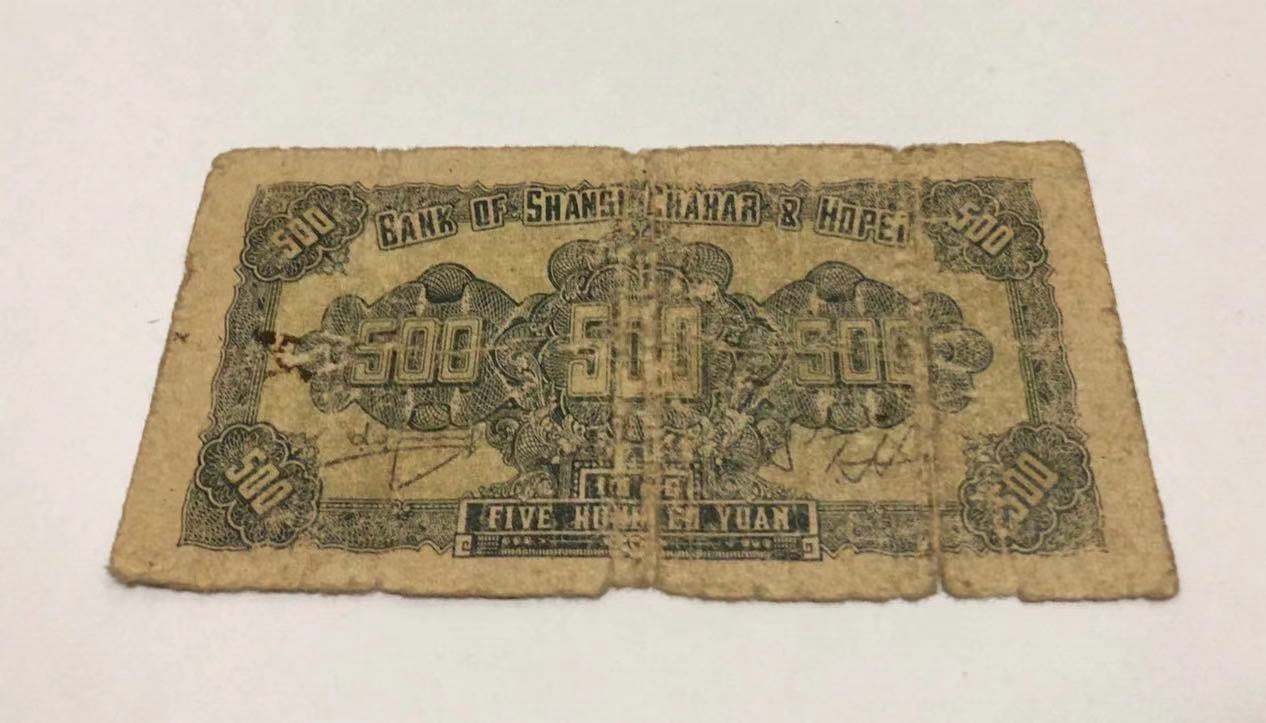 BANK OF SHANSI CHAHAR & HOPEI
500 500
500 500 500
500 500
FIVE HUNDRED YUAN